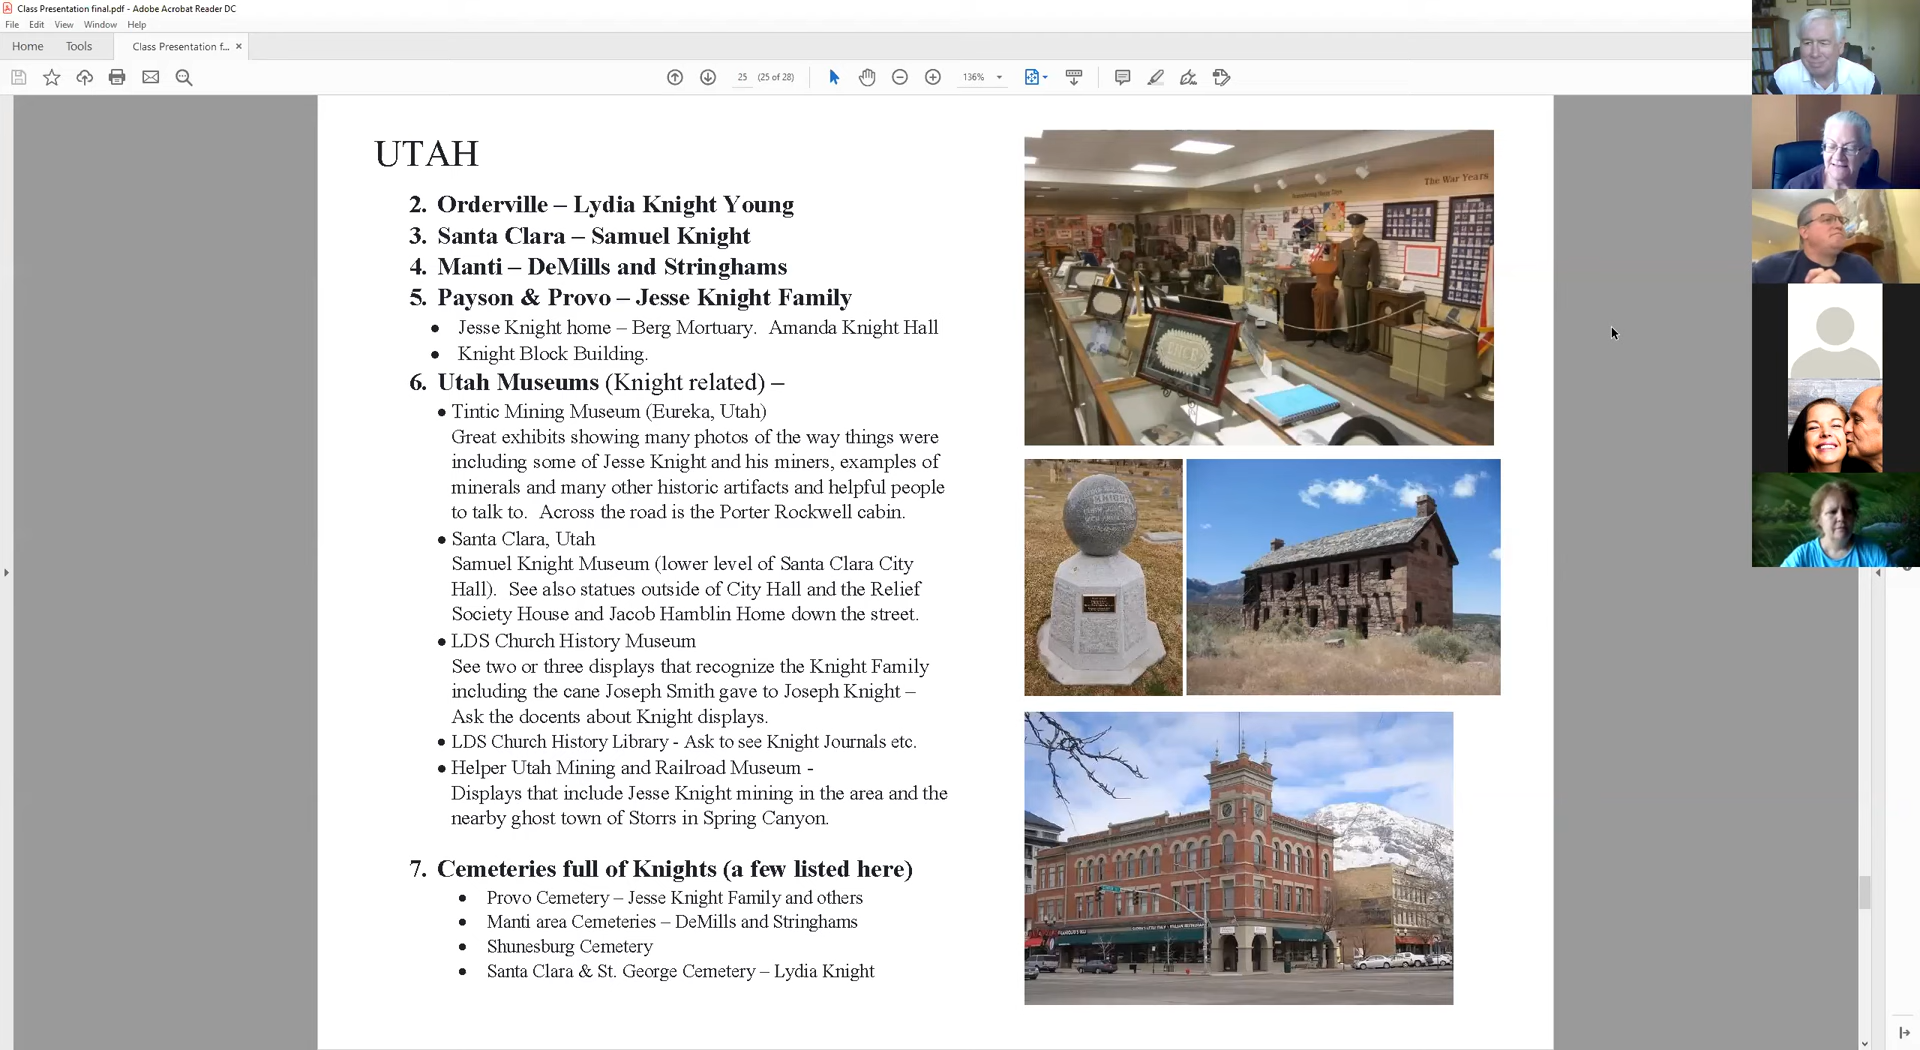 Class Presentation final.pdf - Adobe Acrobat Reader DC
File Edit View Window Help
Home Tools Class Presentation f... ×
25 (25 of 28) 136%
UTAH
2. Orderville – Lydia Knight Young
3. Santa Clara – Samuel Knight
4. Manti – DeMills and Stringhams
5. Payson & Provo – Jesse Knight Family
● Jesse Knight home – Berg Mortuary. Amanda Knight Hall
● Knight Block Building.
6. Utah Museums (Knight related) –
● Tintic Mining Museum (Eureka, Utah)
Great exhibits showing many photos of the way things were
including some of Jesse Knight and his miners, examples of
minerals and many other historic artifacts and helpful people
to talk to. Across the road is the Porter Rockwell cabin.
● Santa Clara, Utah
Samuel Knight Museum (lower level of Santa Clara City
Hall). See also statues outside of City Hall and the Relief
Society House and Jacob Hamblin Home down the street.
● LDS Church History Museum
See two or three displays that recognize the Knight Family
including the cane Joseph Smith gave to Joseph Knight –
Ask the docents about Knight displays.
● LDS Church History Library - Ask to see Knight Journals etc.
● Helper Utah Mining and Railroad Museum -
Displays that include Jesse Knight mining in the area and the
nearby ghost town of Storrs in Spring Canyon.
7. Cemeteries full of Knights (a few listed here)
● Provo Cemetery – Jesse Knight Family and others
● Manti area Cemeteries – DeMills and Stringhams
● Shunesburg Cemetery
● Santa Clara & St. George Cemetery – Lydia Knight
The War Years
KNIGHT